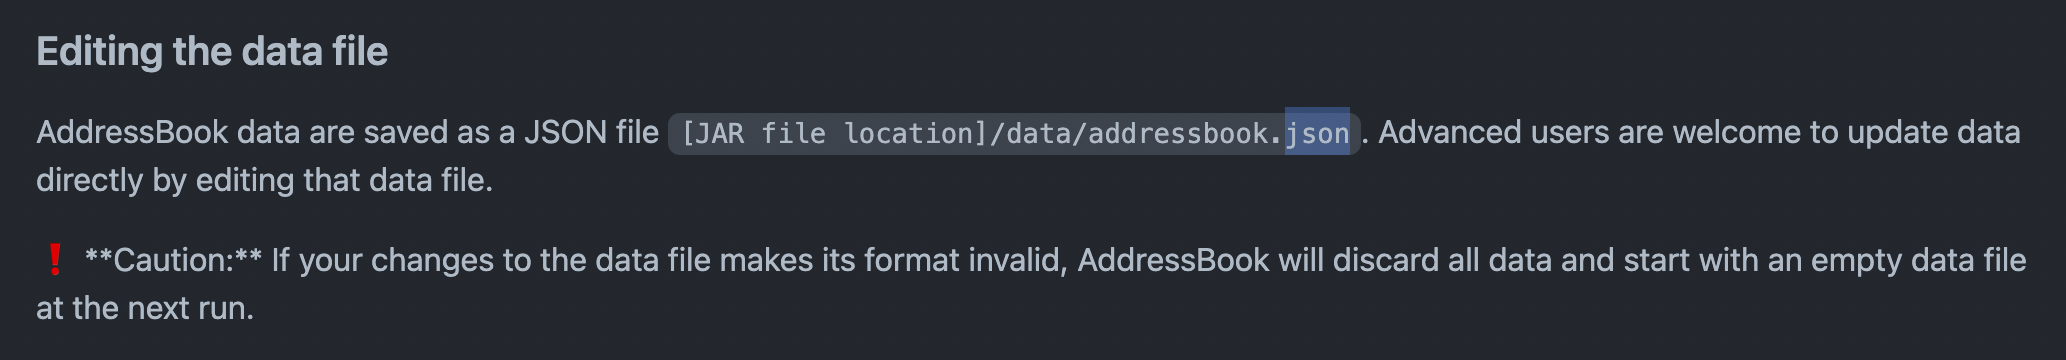 Editing the data file
AddressBook data are saved as a JSON file [JAR file location]/data/addressbook.json. Advanced users are welcome to update data
directly by editing that data file.
❗ **Caution:** If your changes to the data file makes its format invalid, AddressBook will discard all data and start with an empty data file
at the next run.